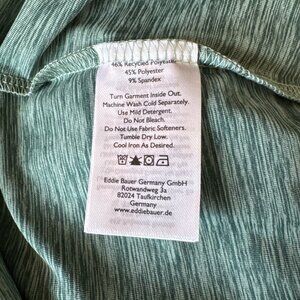 46% Recycled Polyester
45% Polyester
9% Spandex
Turn Garment Inside Out.
Machine Wash Cold Separately.
Use Mild Detergent.
Do Not Bleach.
Do Not Use Fabric Softeners.
Tumble Dry Low.
Cool Iron As Desired.
Eddie Bauer Germany GmbH
Rotwandweg 3a
82024 Taufkirchen
Germany
www.eddiebauer.de